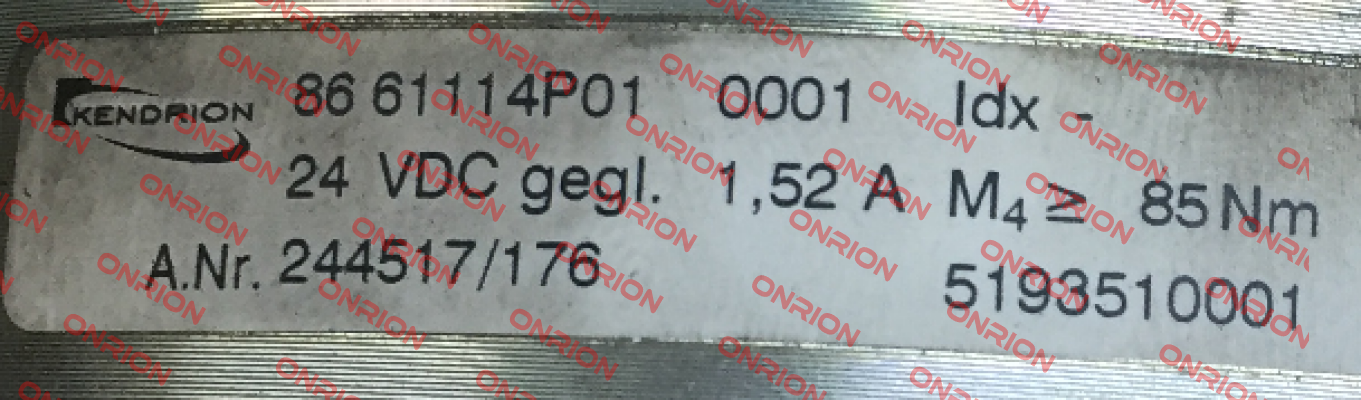 KENDRION 86 61114P01 0001 Idx -
24 VDC gegl. 1,52 A M4 ≥ 85 Nm
A.Nr. 244517/176 5193510001